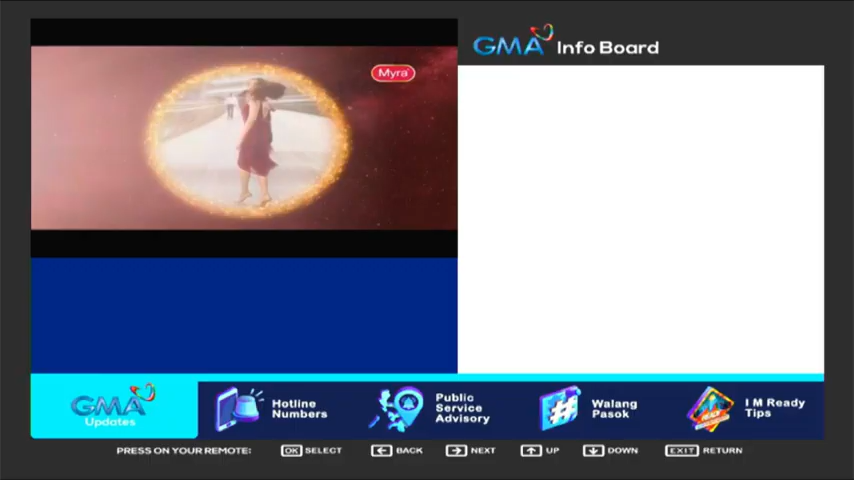 GMA Info Board
Myra
GMA
Updates
Hotline
Numbers
Public
Service
Advisory
#
Walang
Pasok
READY
I M Ready
Tips
PRESS ON YOUR REMOTE:
OK SELECT
BACK
NEXT
UP
DOWN
EXIT RETURN